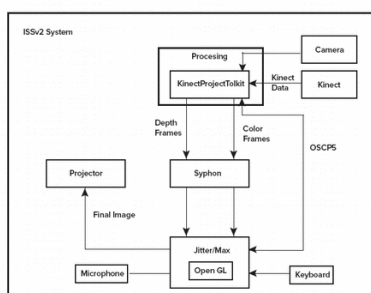 ISSv2 System
Camera
Procesing
KinectProjectToolkit
Kinect
Data
Kinect
Depth
Frames
Color
Frames
OSCP5
Projector
Syphon
Final Image
Jitter/Max
Open GL
Microphone
Keyboard